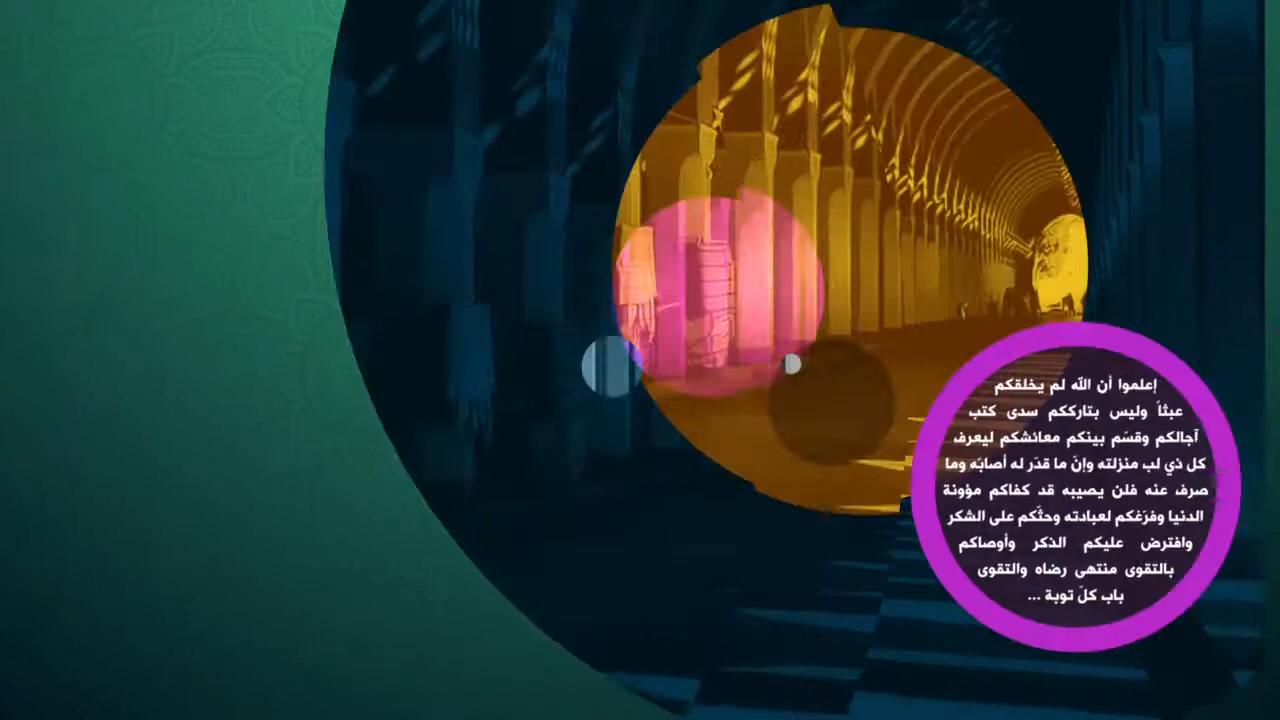 إعلموا أن الله لم يخلقكم
عبثاً وليس بتارككم سدى كتب
آجالكم وقسّم بينكم معائشكم ليعرف
كل ذي لب منزلته وإنّ ما قدّر له أصابّه وما
صرف عنه فلن يصيبه قد كفاكم مؤونة
الدنيا وفرّغكم لعبادته وحثّكم على الشكر
وافترض عليكم الذكر وأوصاكم
بالتقوى منتهى رضاه والتقوى
باب كلّ توبة ...